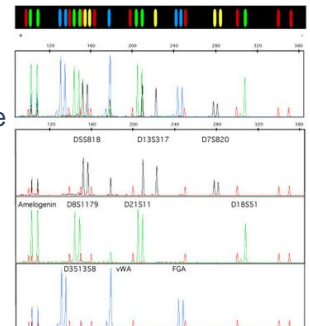 + -
120 160 200 240 280 320 360
e
120 160 200 240 280 320 360
D5S818 D13S317 D7S820
Amelogenin D8S1179 D21S11 D18S51
D3S1358 vWA FGA